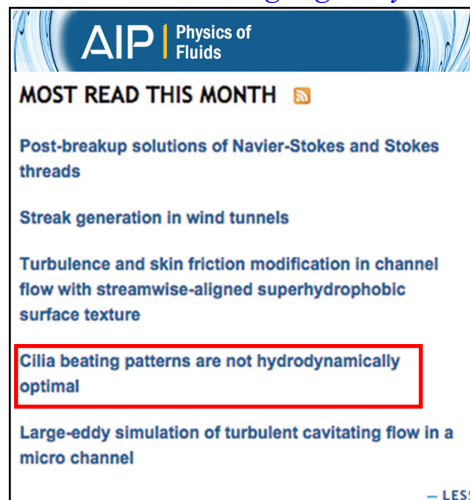 AIP Physics of
Fluids
MOST READ THIS MONTH
Post-breakup solutions of Navier-Stokes and Stokes
threads
Streak generation in wind tunnels
Turbulence and skin friction modification in channel
flow with streamwise-aligned superhydrophobic
surface texture
Cilia beating patterns are not hydrodynamically
optimal
Large-eddy simulation of turbulent cavitating flow in a
micro channel
– LESS